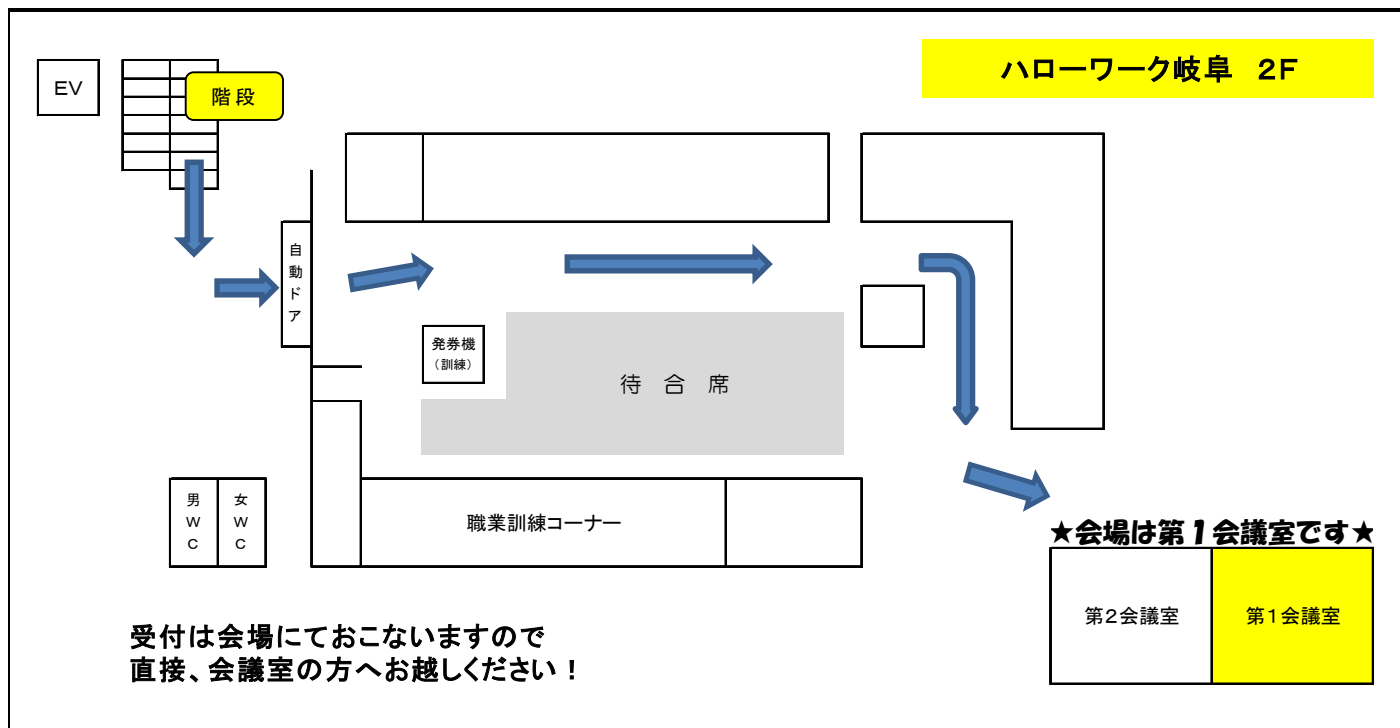 ハローワーク岐阜 2F
EV
階段
自動ドア
発券機
(訓練)
待合席
男WC
女WC
職業訓練コーナー
★会場は第1会議室です★
第2会議室
第1会議室
受付は会場にておこないますので
直接、会議室の方へお越しください!